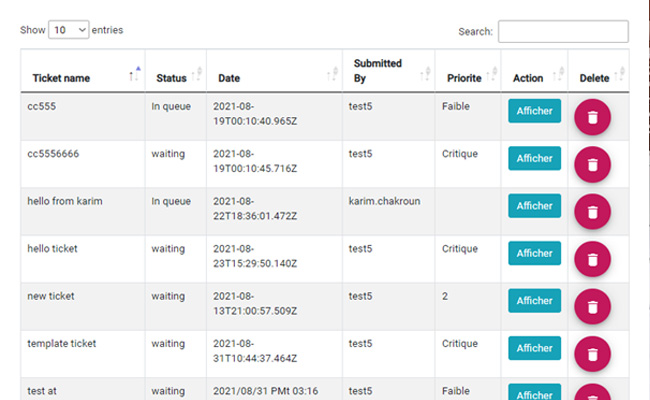 Show 10 entries Search:
Submitted
Ticket name Status Date By Priorite Action Delete
cc555 In queue 2021-08- test5 Faible Afficher
19T00:10:40.965Z
cc5556666 waiting 2021-08- test5 Critique Afficher
19T00:10:45.716Z
hello from karim In queue 2021-08- karim.chakroun Afficher
22T18:36:01.472Z
hello ticket waiting 2021-08- test5 Critique Afficher
23T15:29:50.140Z
new ticket waiting 2021-08- test5 2 Afficher
13T21:00:57.509Z
template ticket waiting 2021-08- test5 Critique Afficher
31T10:44:37.464Z
test at waiting 2021/08/31 PMt 03:16 test5 Faible Afficher